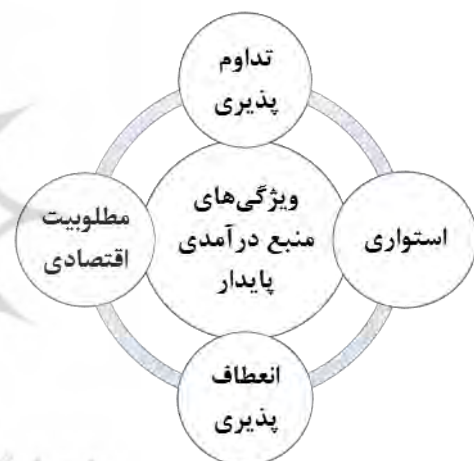 تداوم
پذیری
ویژگی‌های
منبع درآمدی
پایدار
استواری
مطلوبیت
اقتصادی
انعطاف
پذیری